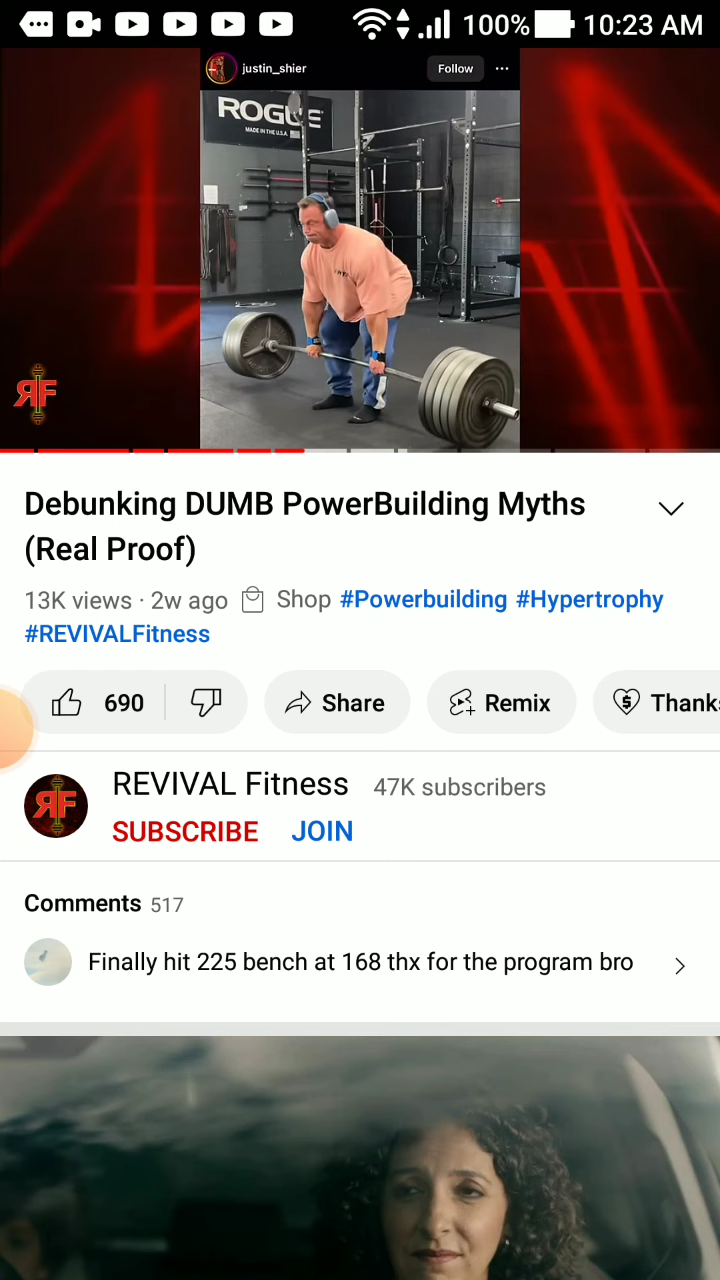 100% 10:23 AM
justin_shier Follow
ROGUE
MADE IN THE U.S.A.
RF
Debunking DUMB PowerBuilding Myths
(Real Proof)
13K views · 2w ago Shop #Powerbuilding #Hypertrophy
#REVIVALFitness
690 Share Remix Thanks
RF
REVIVAL Fitness 47K subscribers
SUBSCRIBE JOIN
Comments 517
Finally hit 225 bench at 168 thx for the program bro